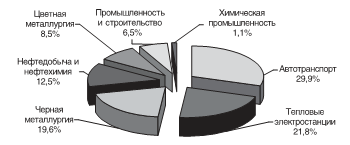 Цветная
металлургия
8,5%
Промышленность
и строительство
6,5%
Химическая
промышленность
1,1%
Нефтедобыча и
нефтехимия
12,5%
Автотранспорт
29,9%
Черная
металлургия
19,6%
Тепловые
электростанции
21,8%